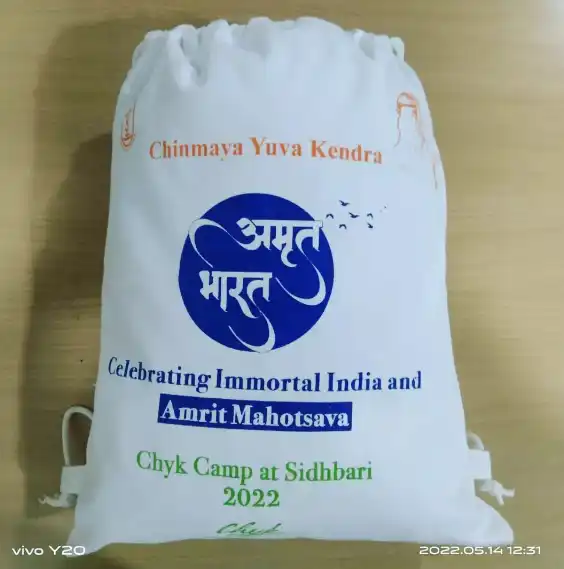 Chinmaya Yuva Kendra
अमृत
भारत
Celebrating Immortal India and
Amrit Mahotsava
Chyk Camp at Sidhbari
2022
Chyk
vivo Y20
2022.05.14 12:31